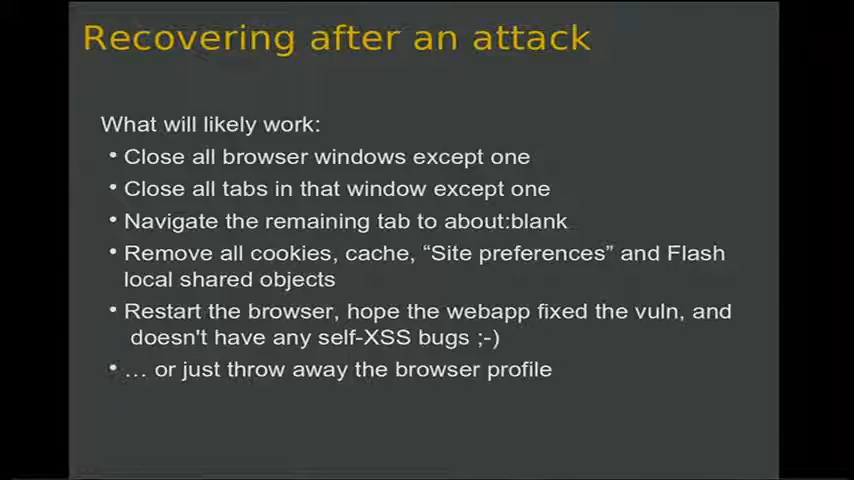 Recovering after an attack
What will likely work:
• Close all browser windows except one
• Close all tabs in that window except one
• Navigate the remaining tab to about:blank
• Remove all cookies, cache, “Site preferences” and Flash
local shared objects
• Restart the browser, hope the webapp fixed the vuln, and
doesn't have any self-XSS bugs ;-)
• … or just throw away the browser profile